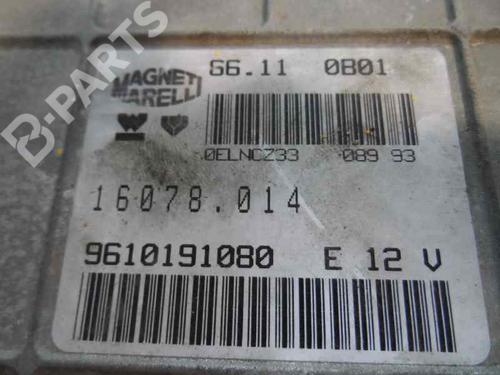 B-PARTS
MAGNETI MARELLI
G6.11 0B01
0ELNCZ33 089 93
16078.014
9610191080 E 12 V